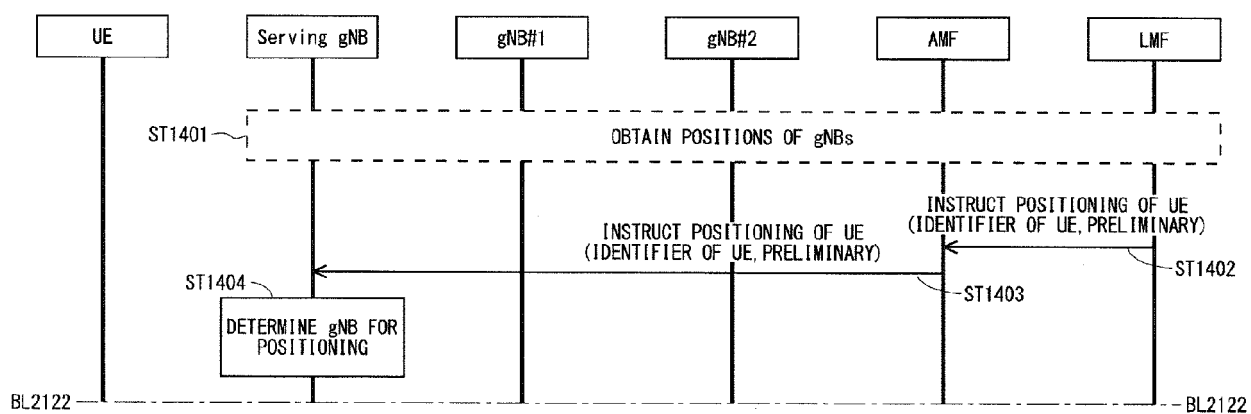 UE
Serving gNB
gNB#1
gNB#2
AMF
LMF
ST1401
OBTAIN POSITIONS OF gNBs
INSTRUCT POSITIONING OF UE
(IDENTIFIER OF UE, PRELIMINARY)
ST1402
INSTRUCT POSITIONING OF UE
(IDENTIFIER OF UE, PRELIMINARY)
ST1403
ST1404
DETERMINE gNB FOR
POSITIONING
BL2122
BL2122